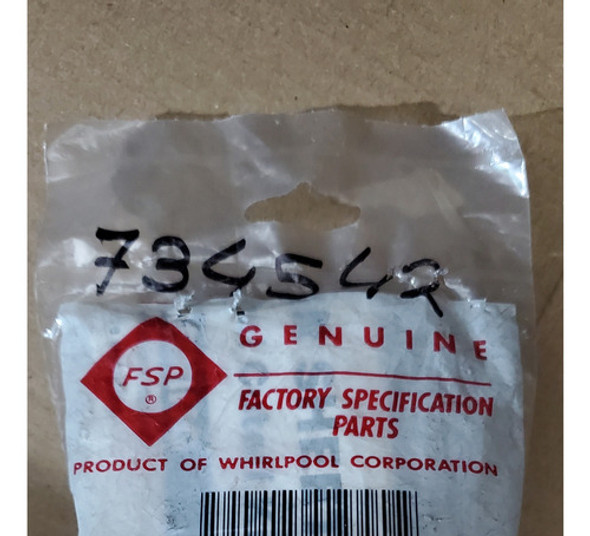 734542
GENUINE
FSP
®
FACTORY SPECIFICATION
PARTS
PRODUCT OF WHIRLPOOL CORPORATION